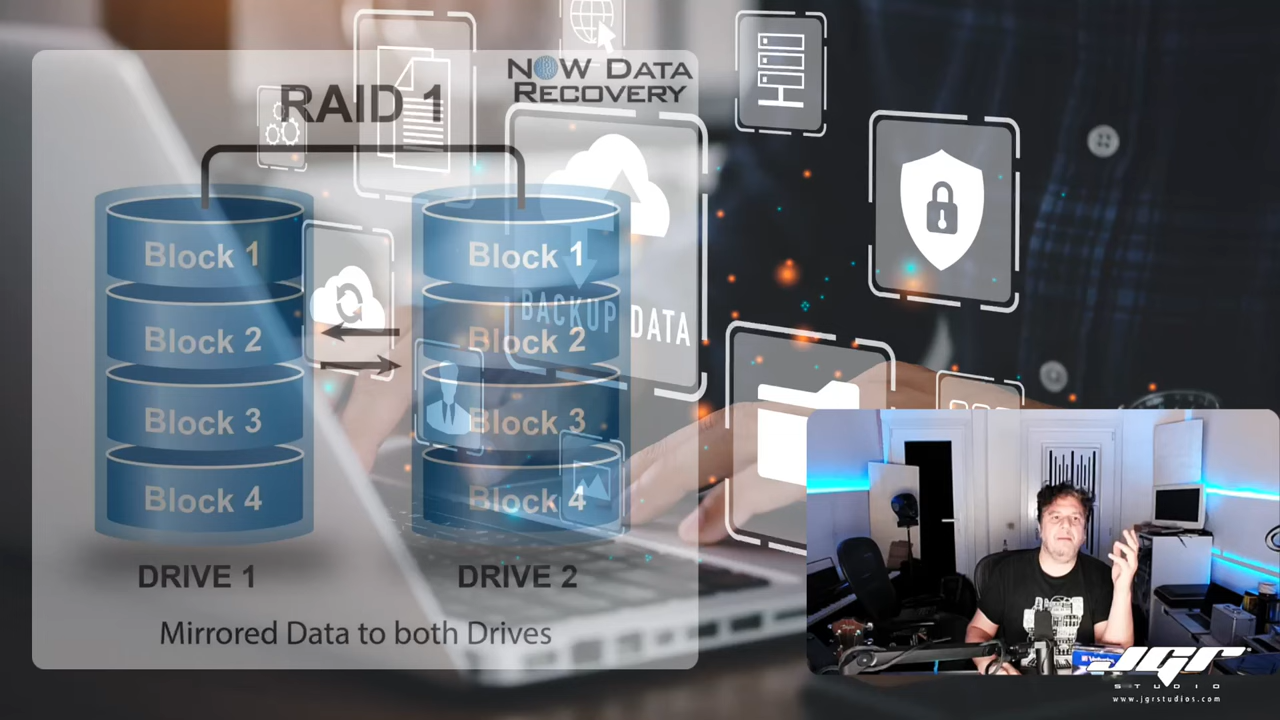 NOW DATA
RECOVERY
RAID 1
Block 1
Block 1
BACKUP DATA
Block 2
Block 2
Block 3
Block 3
Block 4
Block 4
DRIVE 1
DRIVE 2
Mirrored Data to both Drives
JGR
STUDIO
www.jgrstudios.com